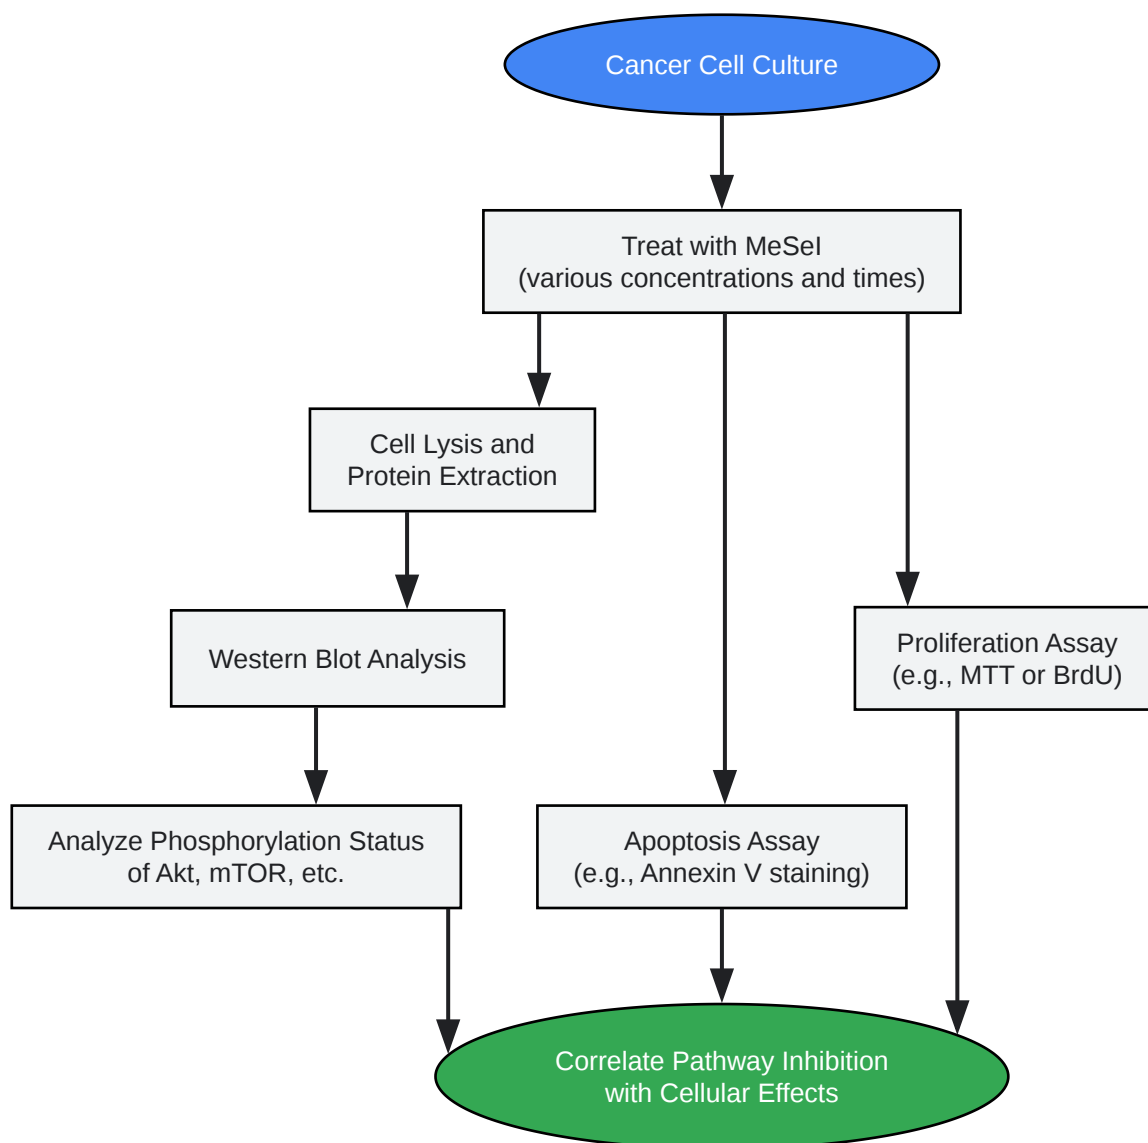 Cancer Cell Culture
Treat with MeSeI
(various concentrations and times)
Cell Lysis and
Protein Extraction
Western Blot Analysis
Proliferation Assay
(e.g., MTT or BrdU)
Analyze Phosphorylation Status
of Akt, mTOR, etc.
Apoptosis Assay
(e.g., Annexin V staining)
Correlate Pathway Inhibition
with Cellular Effects